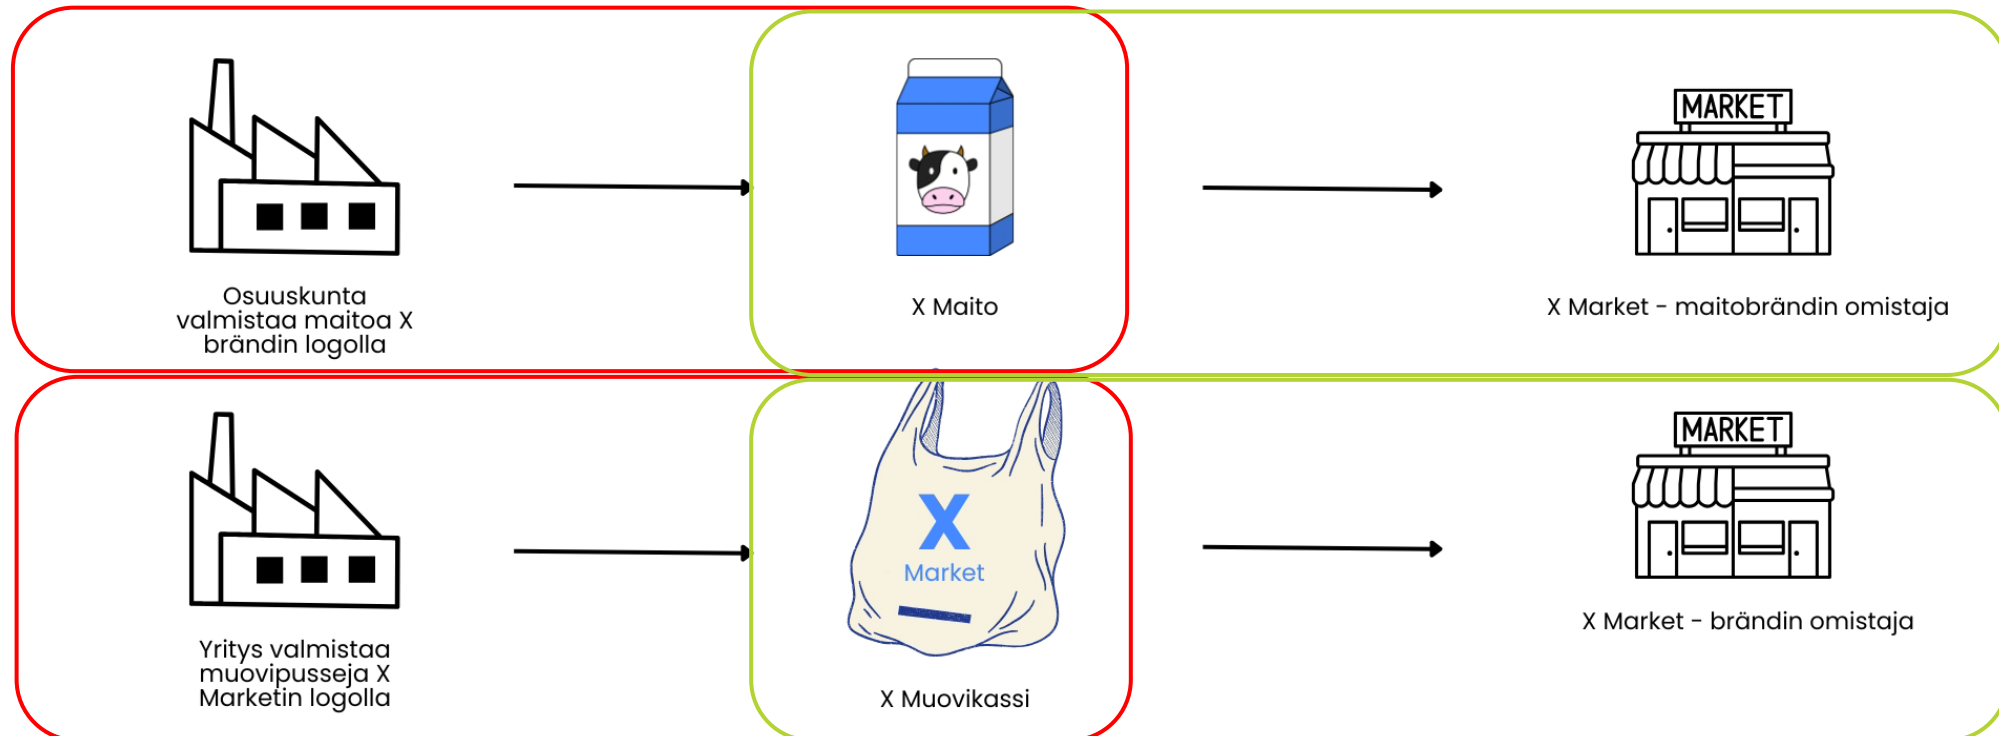 MARKET
Osuuskunta
valmistaa maitoa X
brändin logolla
X Maito
X Market - maitobrändin omistaja
MARKET
X
Market
Yritys valmistaa
muovipusseja X
Marketin logolla
X Muovikassi
X Market - brändin omistaja